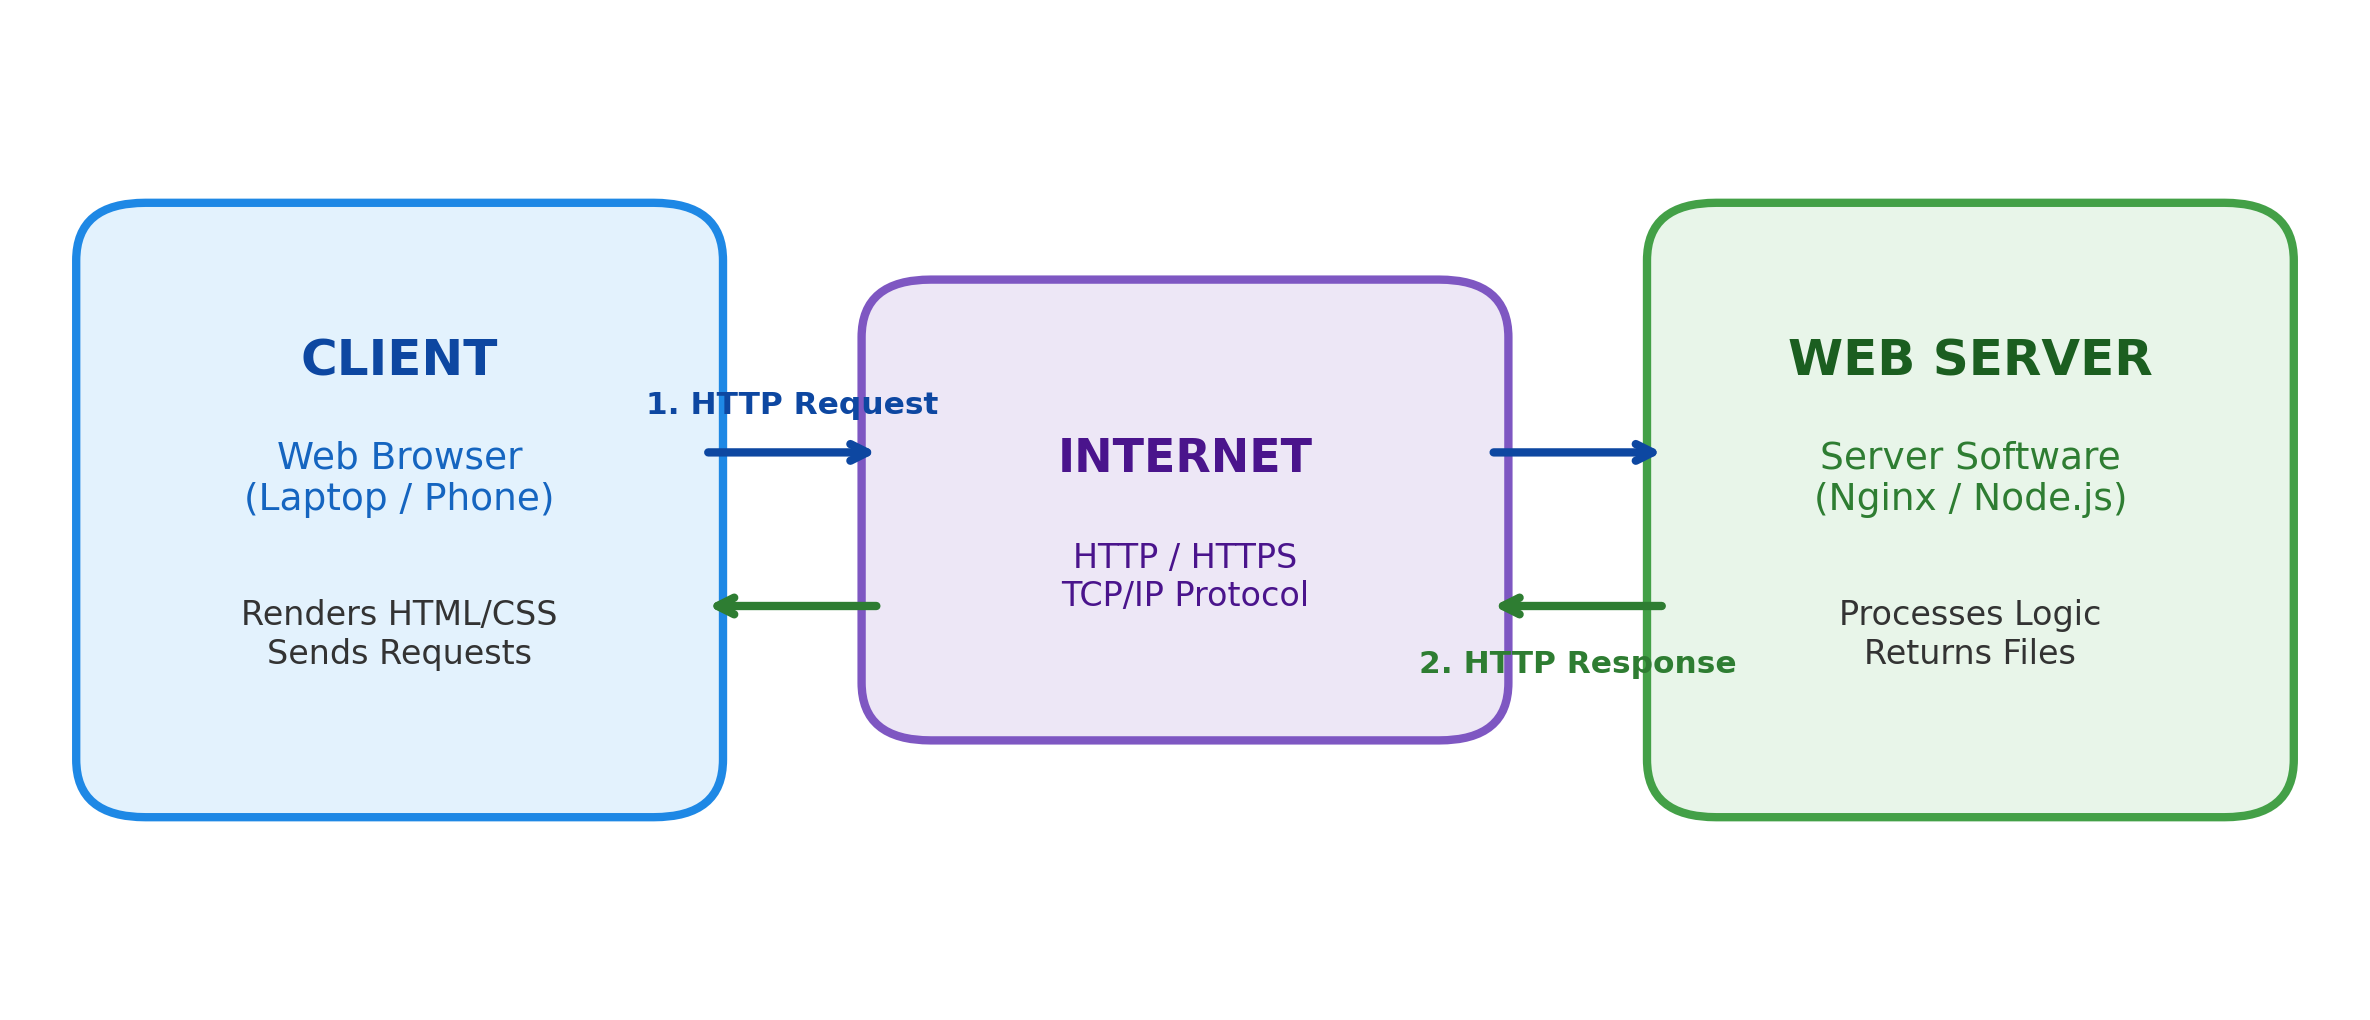 CLIENT
Web Browser
(Laptop / Phone)
Renders HTML/CSS
Sends Requests
1. HTTP Request
INTERNET
HTTP / HTTPS
TCP/IP Protocol
2. HTTP Response
WEB SERVER
Server Software
(Nginx / Node.js)
Processes Logic
Returns Files